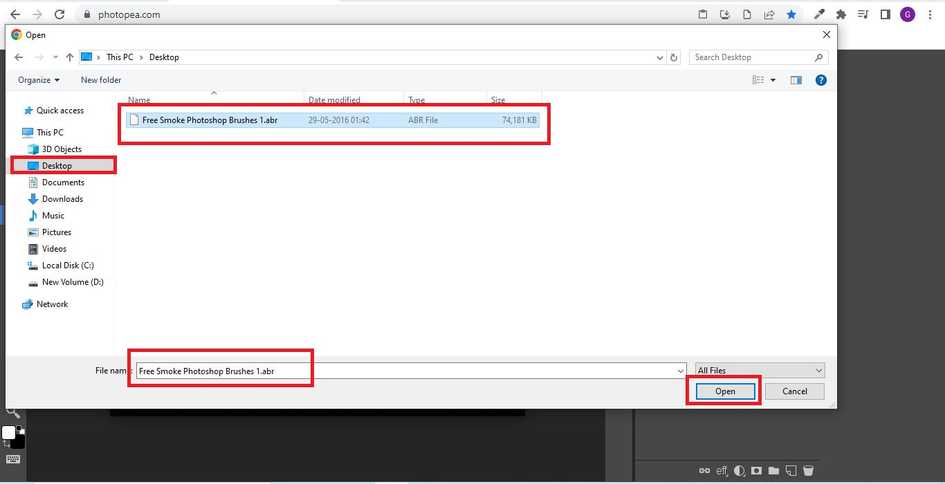 photopea.com
G
Open
This PC > Desktop
Search Desktop
Organize
New folder
?
Name Date modified Type Size
Free Smoke Photoshop Brushes 1.abr 29-05-2016 01:42 ABR File 74,181 KB
Quick access
This PC
3D Objects
Desktop
Documents
Downloads
Music
Pictures
Videos
Local Disk (C:)
New Volume (D:)
Network
File name: Free Smoke Photoshop Brushes 1.abr All Files
Open Cancel
eff